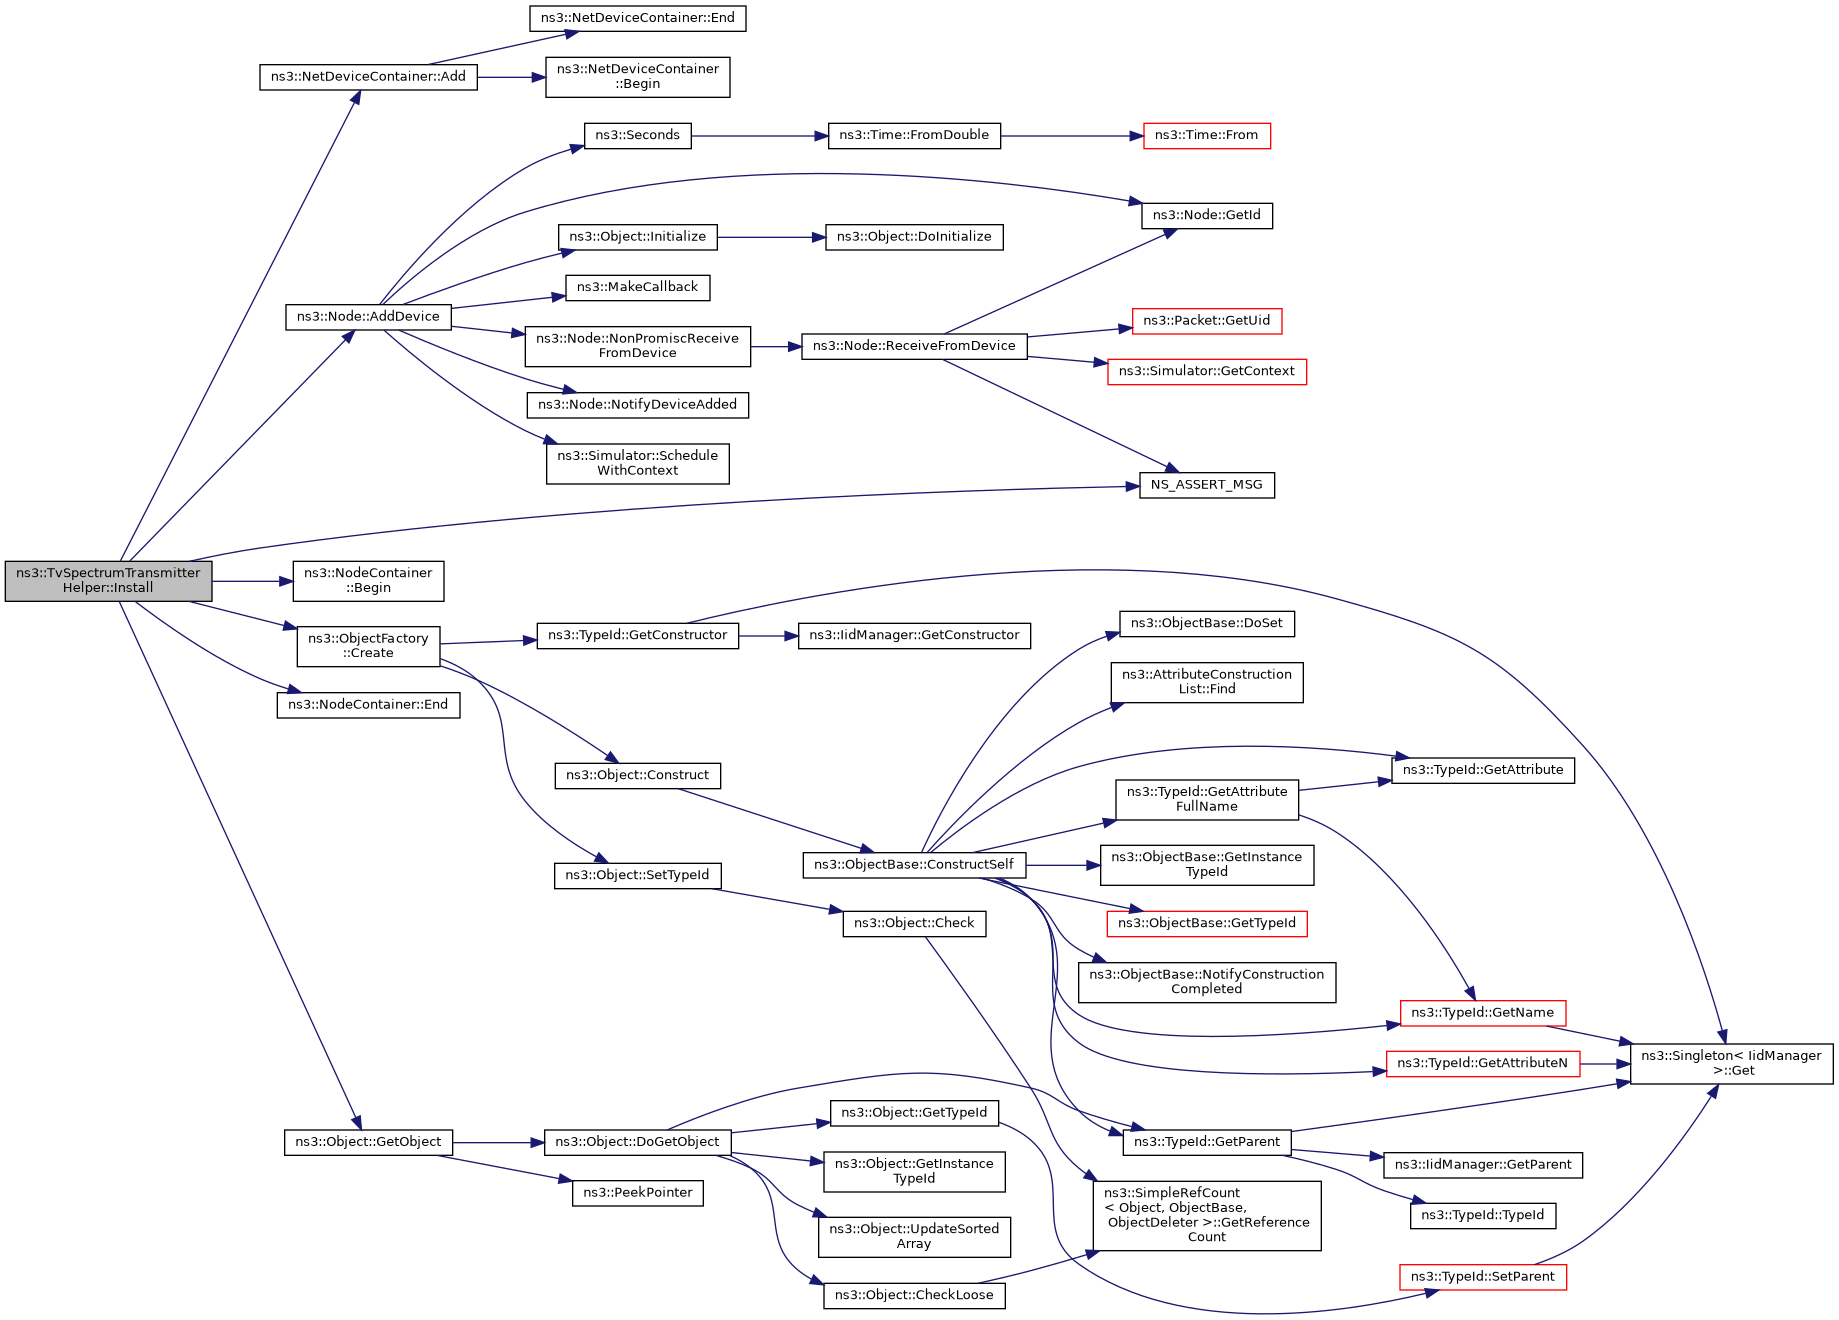 ns3::NetDeviceContainer::End
ns3::NetDeviceContainer::Add
ns3::NetDeviceContainer
::Begin
ns3::Seconds
ns3::Time::FromDouble
ns3::Time::From
ns3::Node::GetId
ns3::Object::Initialize
ns3::Object::DoInitialize
ns3::MakeCallback
ns3::Node::AddDevice
ns3::Packet::GetUid
ns3::Node::NonPromiscReceive
FromDevice
ns3::Node::ReceiveFromDevice
ns3::Simulator::GetContext
ns3::Node::NotifyDeviceAdded
ns3::Simulator::Schedule
WithContext
NS_ASSERT_MSG
ns3::TvSpectrumTransmitter
Helper::Install
ns3::NodeContainer
::Begin
ns3::ObjectFactory
::Create
ns3::TypeId::GetConstructor
ns3::IidManager::GetConstructor
ns3::ObjectBase::DoSet
ns3::AttributeConstruction
List::Find
ns3::NodeContainer::End
ns3::Object::Construct
ns3::TypeId::GetAttribute
ns3::TypeId::GetAttribute
FullName
ns3::ObjectBase::ConstructSelf
ns3::ObjectBase::GetInstance
TypeId
ns3::Object::SetTypeId
ns3::Object::Check
ns3::ObjectBase::GetTypeId
ns3::ObjectBase::NotifyConstruction
Completed
ns3::TypeId::GetName
ns3::TypeId::GetAttributeN
ns3::Singleton< IidManager
>::Get
ns3::Object::GetTypeId
ns3::Object::GetObject
ns3::Object::DoGetObject
ns3::TypeId::GetParent
ns3::Object::GetInstance
TypeId
ns3::IidManager::GetParent
ns3::PeekPointer
ns3::SimpleRefCount
< Object, ObjectBase,
ObjectDeleter >::GetReference
Count
ns3::TypeId::TypeId
ns3::Object::UpdateSorted
Array
ns3::TypeId::SetParent
ns3::Object::CheckLoose